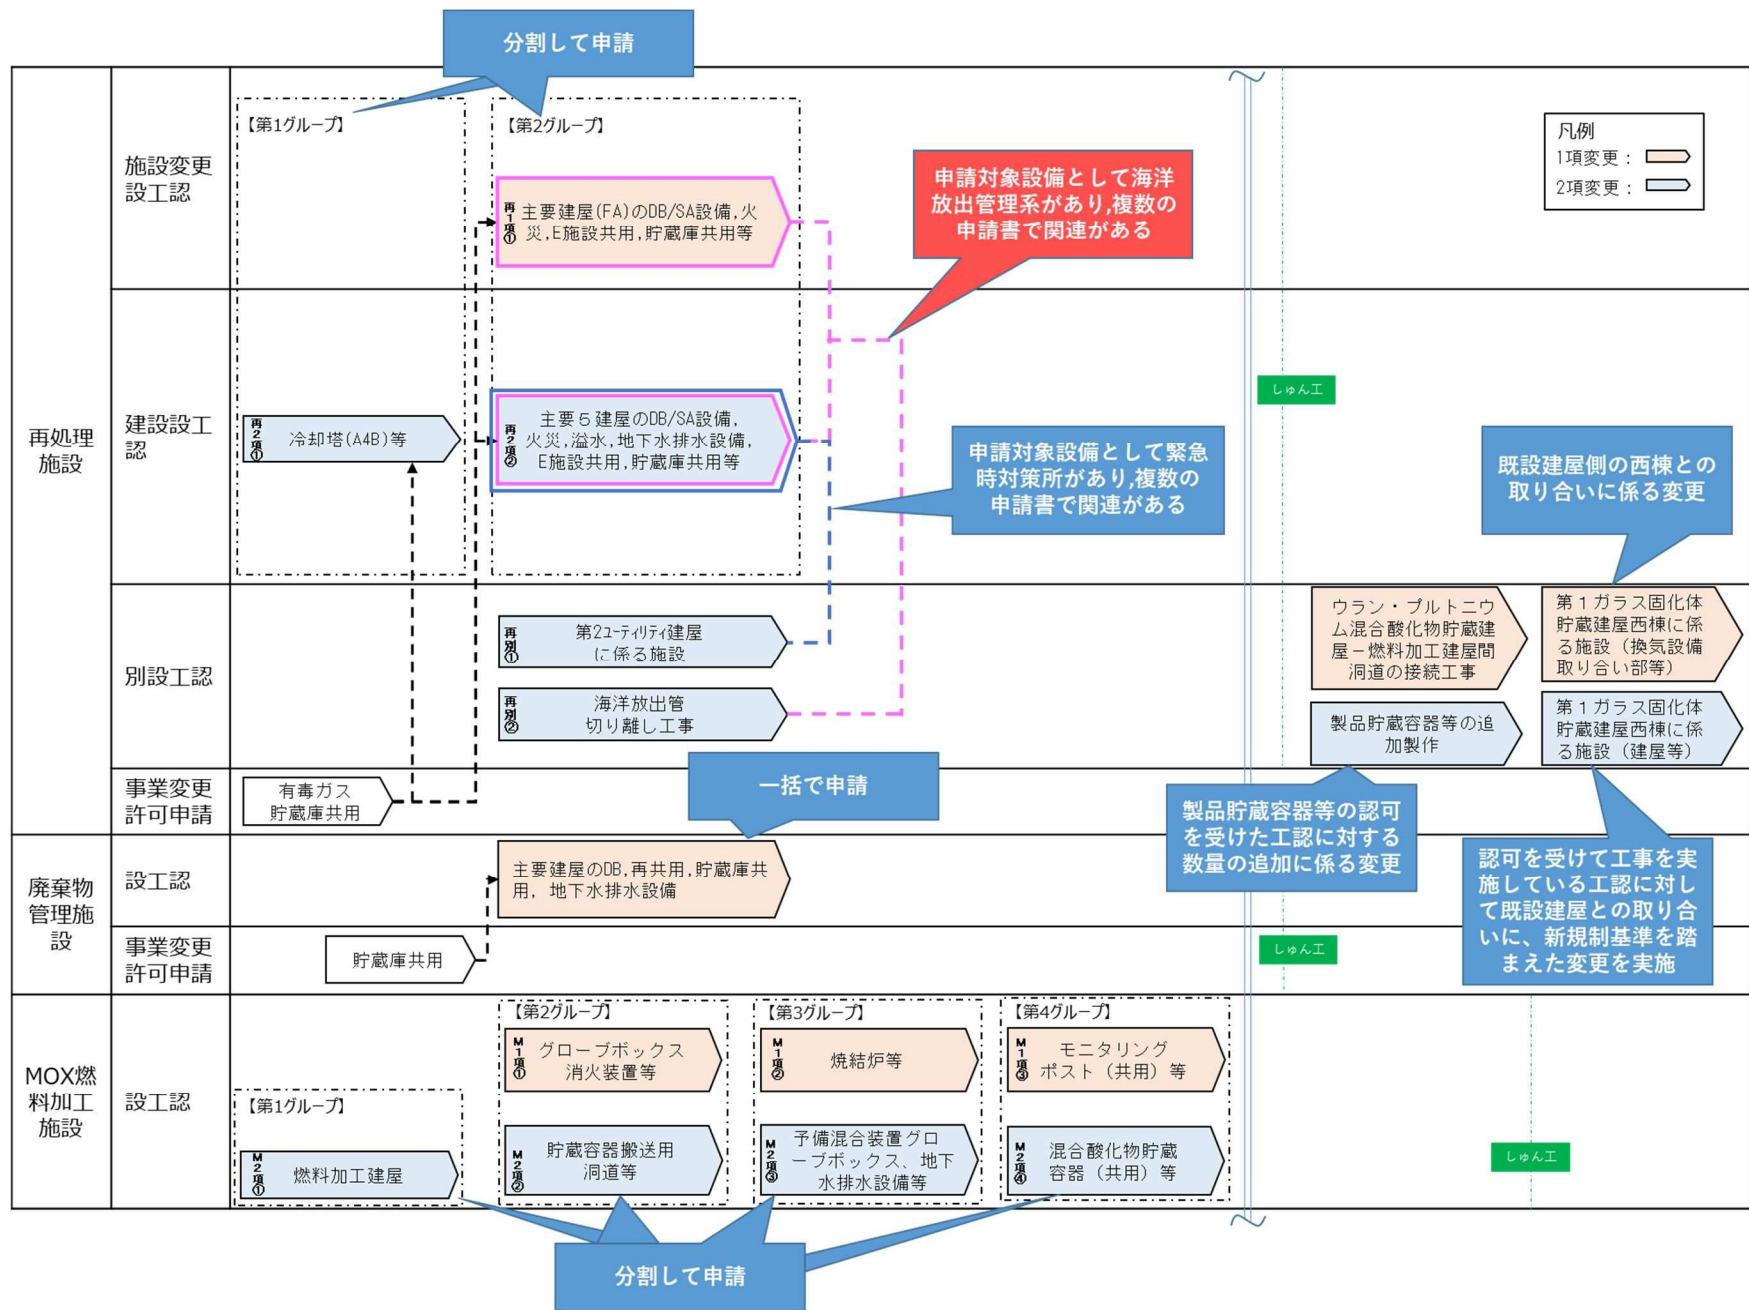 分割して申請
【第1グループ】
【第2グループ】
凡例
1項変更：
2項変更：
再処理
施設
施設変更
設工認
再1項①
主要建屋(FA)のDB/SA設備,火
災,E施設共用,貯蔵庫共用等
申請対象設備として海洋
放出管理系があり,複数の
申請書で関連がある
建設設工
認
再2項①
冷却塔(A4B)等
再2項②
主要５建屋のDB/SA設備,
火災,溢水,地下水排水設備,
E施設共用,貯蔵庫共用等
しゅん工
申請対象設備として緊急
時対策所があり,複数の
申請書で関連がある
既設建屋側の西棟との
取り合いに係る変更
別設工認
再別①
第2ﾕｰﾃｨﾘﾃｨ建屋
に係る施設
再別②
海洋放出管
切り離し工事
ウラン・プルトニウ
ム混合酸化物貯蔵建
屋－燃料加工建屋間
洞道の接続工事
第１ガラス固化体
貯蔵建屋西棟に係
る施設（換気設備
取り合い部等）
製品貯蔵容器等の追
加製作
第１ガラス固化体
貯蔵建屋西棟に係
る施設（建屋等）
事業変更
許可申請
有毒ガス
貯蔵庫共用
一括で申請
製品貯蔵容器等の認可
を受けた工認に対する
数量の追加に係る変更
認可を受けて工事を実
施している工認に対し
て既設建屋との取り合
いに、新規制基準を踏
まえた変更を実施
廃棄物
管理施
設
設工認
主要建屋のDB,再共用,貯蔵庫共
用，地下水排水設備
事業変更
許可申請
貯蔵庫共用
しゅん工
MOX燃
料加工
施設
設工認
【第1グループ】
M2項①
燃料加工建屋
【第2グループ】
M1項①
グローブボックス
消火装置等
M2項②
貯蔵容器搬送用
洞道等
【第3グループ】
M1項②
焼結炉等
M2項③
予備混合装置グロ
ーブボックス、地下
水排水設備等
【第4グループ】
M1項③
モニタリング
ポスト（共用）等
M2項④
混合酸化物貯蔵
容器（共用）等
しゅん工
分割して申請